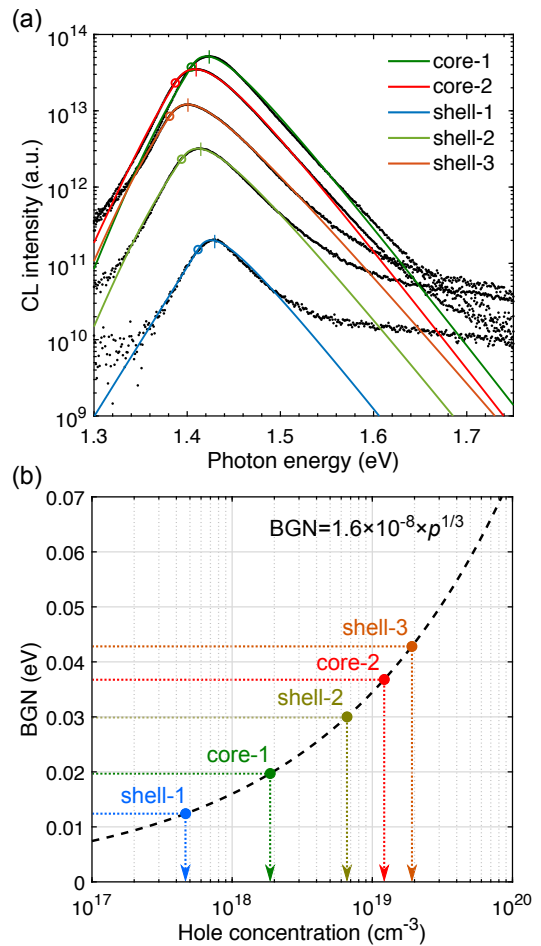 (a)
10^14
10^13
10^12
10^11
10^10
10^9
CL intensity (a.u.)
core-1
core-2
shell-1
shell-2
shell-3
1.3 1.4 1.5 1.6 1.7
Photon energy (eV)
(b)
0.07
0.06
0.05
0.04
0.03
0.02
0.01
0
BGN (eV)
BGN=1.6×10^-8×p^1/3
shell-3
core-2
shell-2
core-1
shell-1
10^17 10^18 10^19 10^20
Hole concentration (cm^-3)